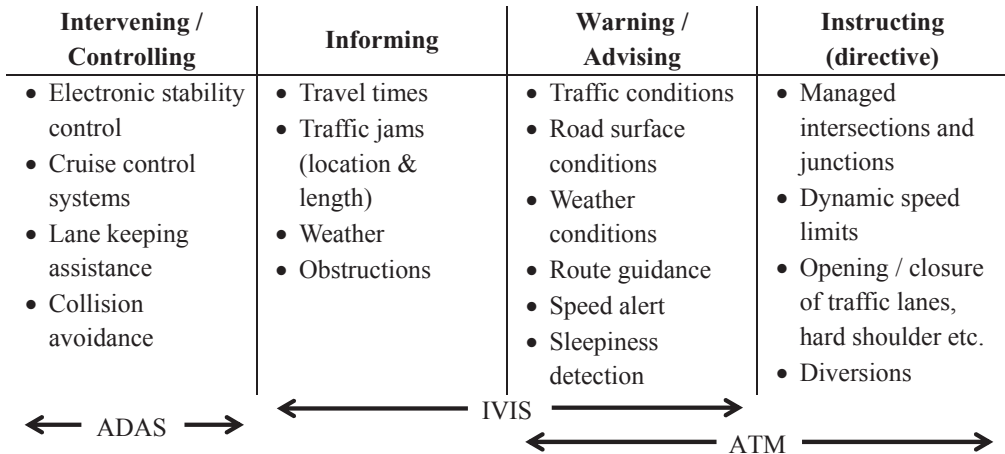 Intervening /
Controlling
Informing
Warning /
Advising
Instructing
(directive)
• Electronic stability
control
• Cruise control
systems
• Lane keeping
assistance
• Collision
avoidance
• Travel times
• Traffic jams
(location &
length)
• Weather
• Obstructions
• Traffic conditions
• Road surface
conditions
• Weather
conditions
• Route guidance
• Speed alert
• Sleepiness
detection
• Managed
intersections and
junctions
• Dynamic speed
limits
• Opening / closure
of traffic lanes,
hard shoulder etc.
• Diversions
ADAS
IVIS
ATM